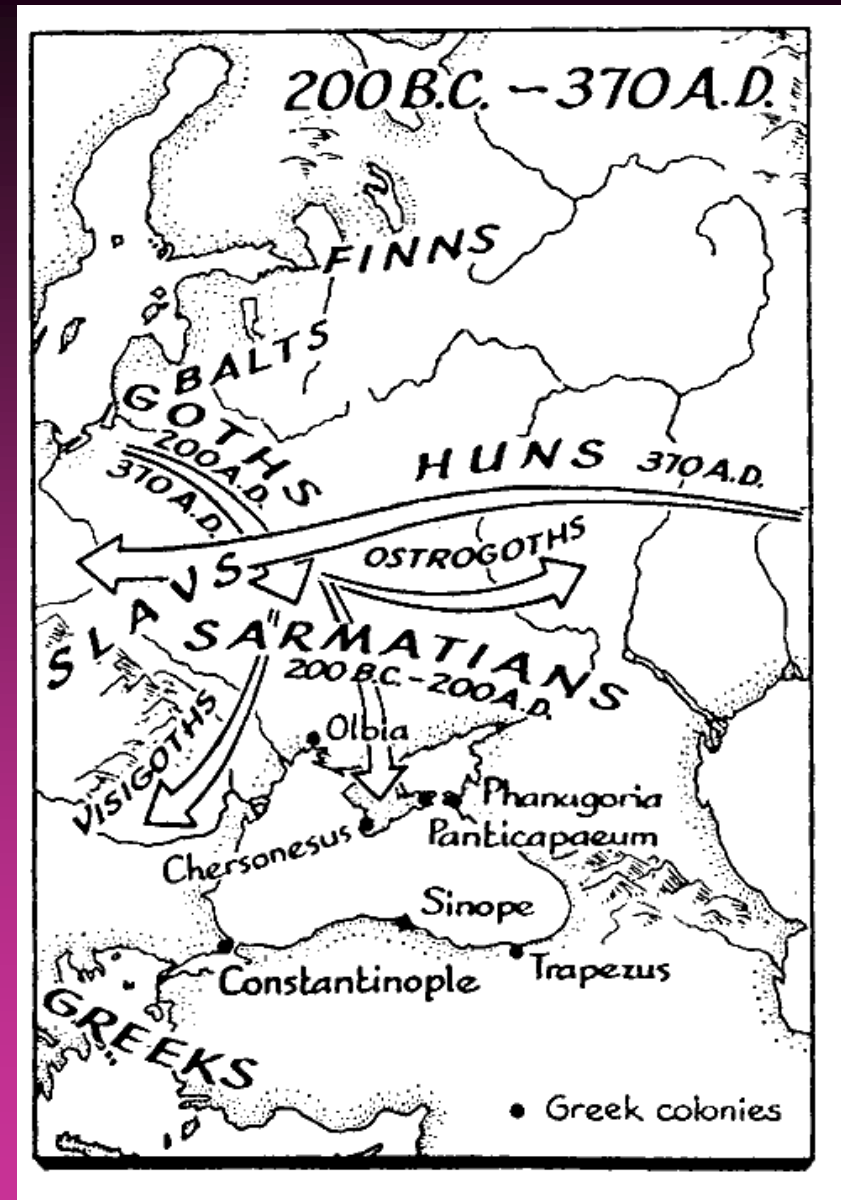 200 B.C. – 370 A.D.
FINNS
BALTS
GOTHS
200 A.D.
370 A.D.
HUNS 370 A.D.
OSTROGOTHS
SLAVS
SARMATIANS
200 B.C. – 200 A.D.
VISIGOTHS
Olbia
Phanagoria
Panticapaeum
Chersonesus
Sinope
Constantinople
Trapezus
GREEKS
Greek colonies